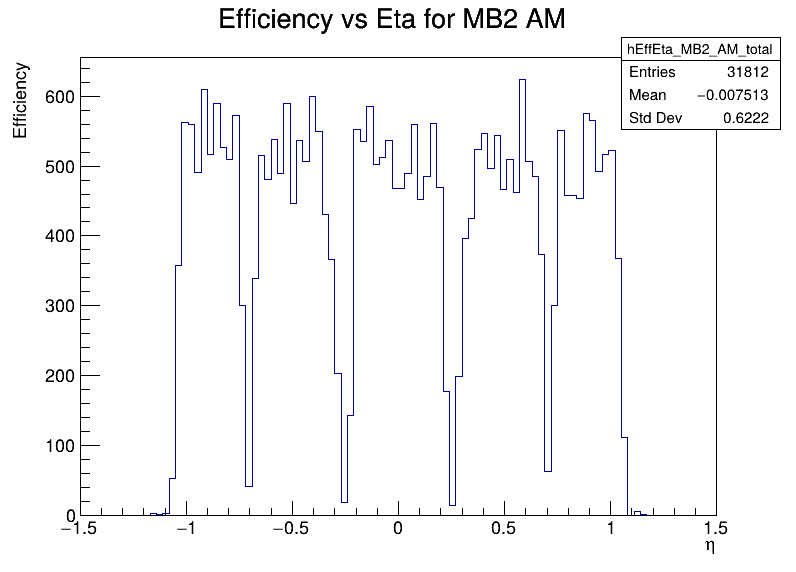 Efficiency vs Eta for MB2 AM
hEffEta_MB2_AM_total
Entries 31812
Mean −0.007513
Std Dev 0.6222
Efficiency
600
500
400
300
200
100
0
−1.5 −1 −0.5 0 0.5 1 1.5
η